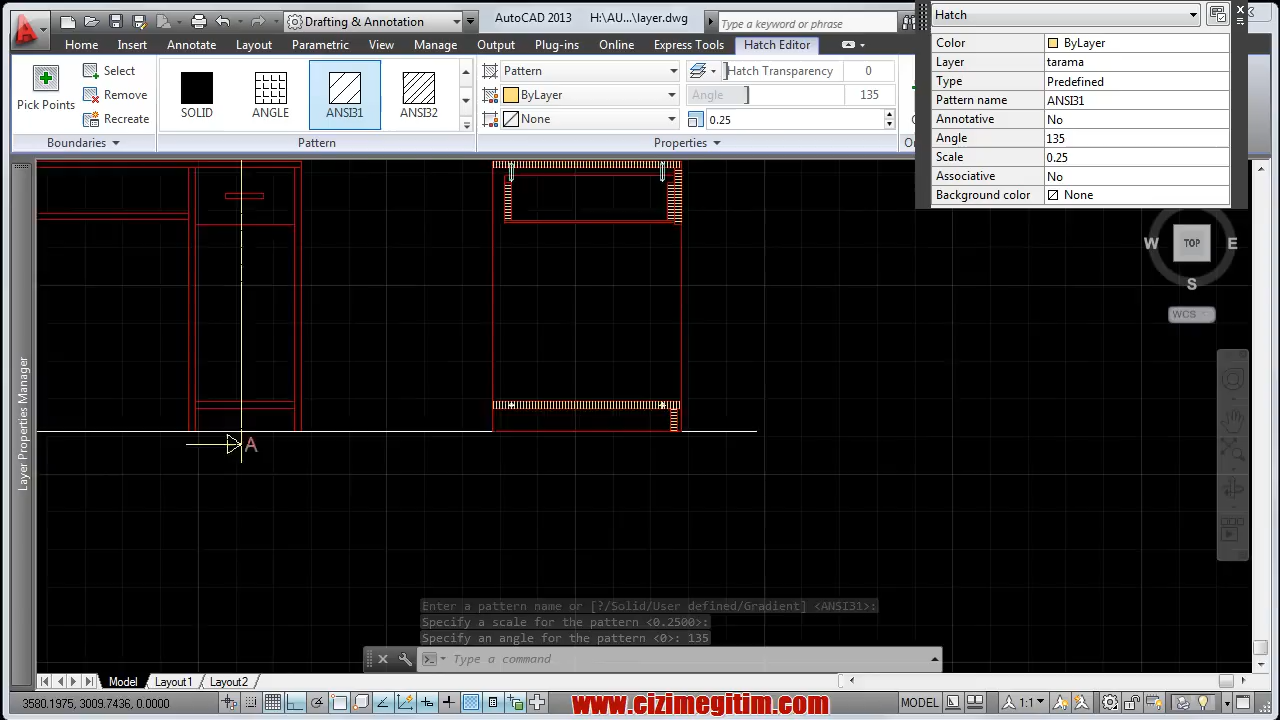 Drafting & Annotation
AutoCAD 2013 H:\AU...\layer.dwg
Type a keyword or phrase
Home Insert Annotate Layout Parametric View Manage Output Plug-ins Online Express Tools Hatch Editor
Pick Points
Select
Remove
Recreate
Boundaries
SOLID
ANGLE
ANSI31
ANSI32
Pattern
Pattern
ByLayer
None
Hatch Transparency 0
Angle 135
0.25
Properties
Hatch
Color ByLayer
Layer tarama
Type Predefined
Pattern name ANSI31
Annotative No
Angle 135
Scale 0.25
Associative No
Background color None
W TOP E
S
WCS
Layer Properties Manager
A
Enter a pattern name or [?/Solid/User defined/Gradient] <ANSI31>:
Specify a scale for the pattern <0.2500>:
Specify an angle for the pattern <0>: 135
Type a command
Model Layout1 Layout2
3580.1975, 3009.7436, 0.0000
MODEL
1:1
www.cizimegitim.com